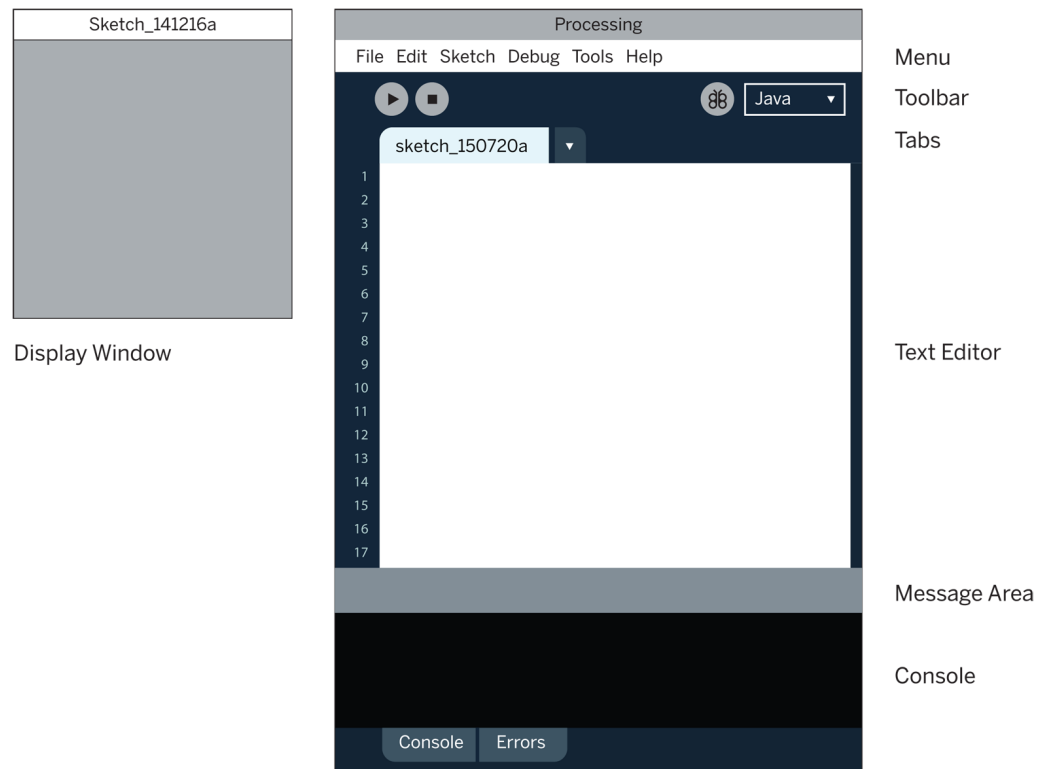 Sketch_141216a
Display Window
Processing
File Edit Sketch Debug Tools Help
Java
sketch_150720a
1
2
3
4
5
6
7
8
9
10
11
12
13
14
15
16
17
Console Errors
Menu
Toolbar
Tabs
Text Editor
Message Area
Console